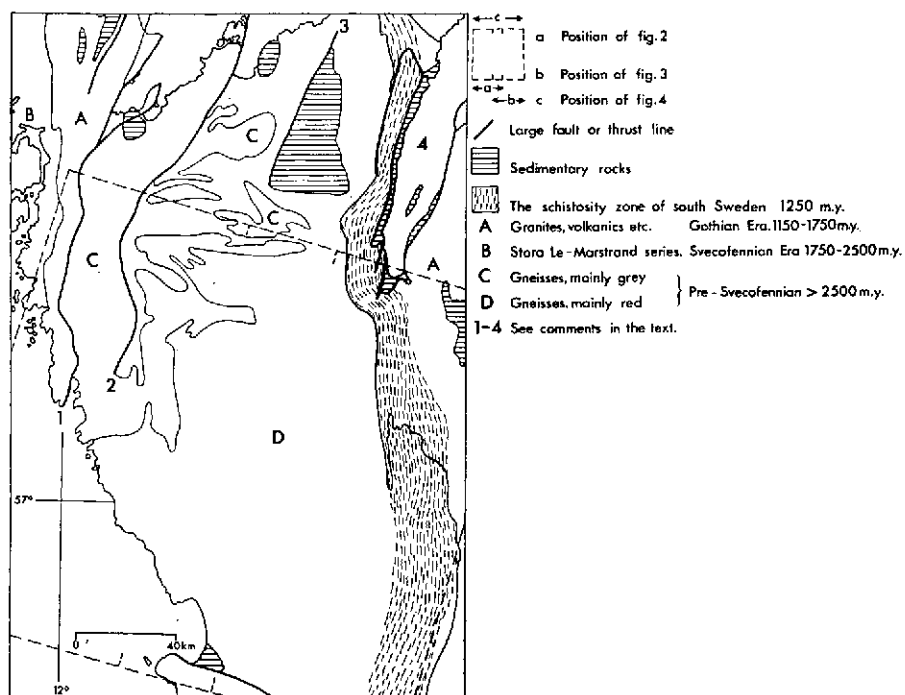 B
A
C
3
4
C
C
A
2
1
D
57°
0
40km
12°
c
a Position of fig. 2
b Position of fig. 3
a
b c Position of fig. 4
Large fault or thrust line
Sedimentary rocks
The schistosity zone of south Sweden 1250 m.y.
A Granites, volkanics etc. Gothian Era. 1150-1750 m.y.
B Stora Le-Marstrand series. Svecofennian Era 1750-2500 m.y.
C Gneisses, mainly grey
} Pre-Svecofennian > 2500 m.y.
D Gneisses, mainly red
1-4 See comments in the text.